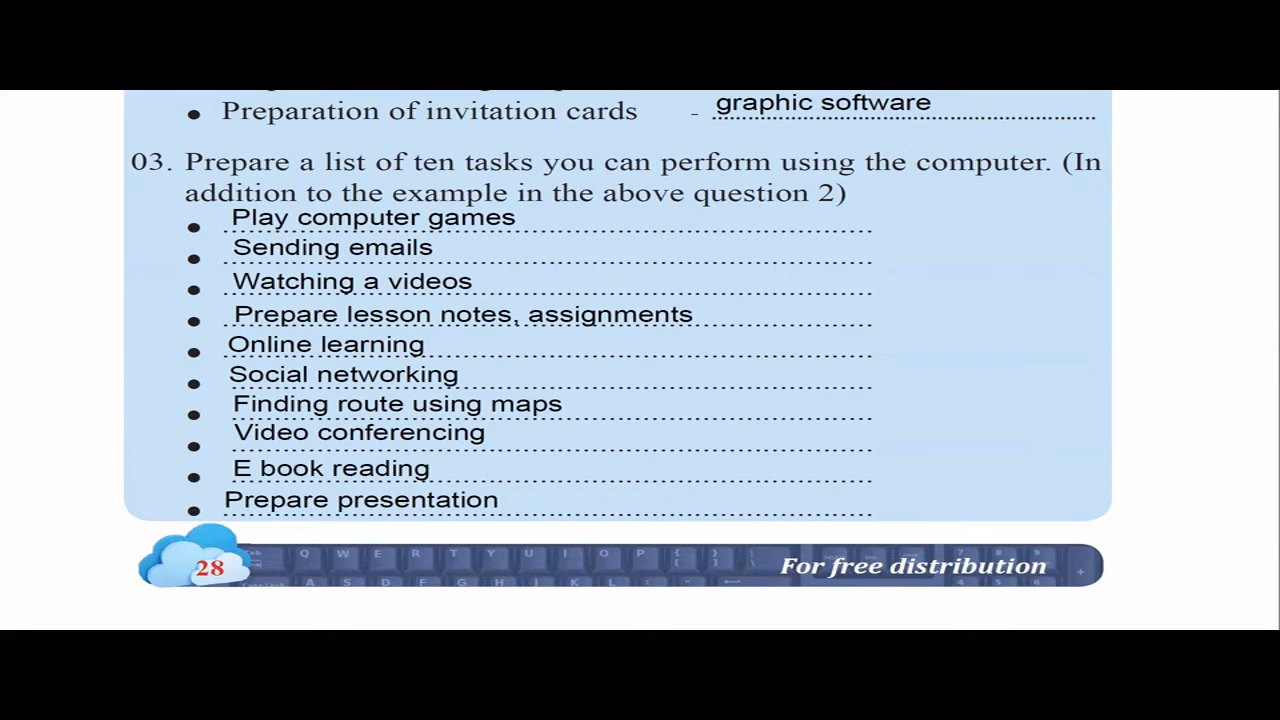 • Preparation of invitation cards - graphic software
03. Prepare a list of ten tasks you can perform using the computer. (In
addition to the example in the above question 2)
• Play computer games
• Sending emails
• Watching a videos
• Prepare lesson notes, assignments
• Online learning
• Social networking
• Finding route using maps
• Video conferencing
• E book reading
• Prepare presentation
28
For free distribution